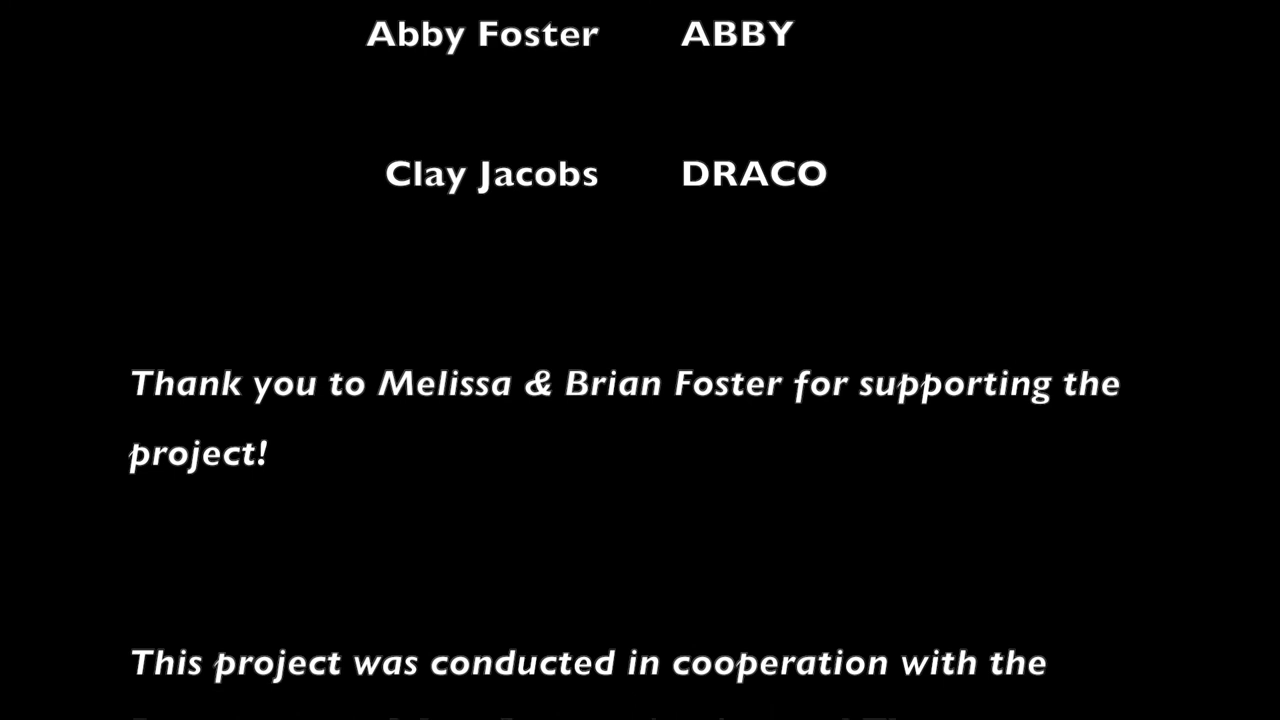 Abby Foster ABBY
Clay Jacobs DRACO
Thank you to Melissa & Brian Foster for supporting the
project!
This project was conducted in cooperation with the